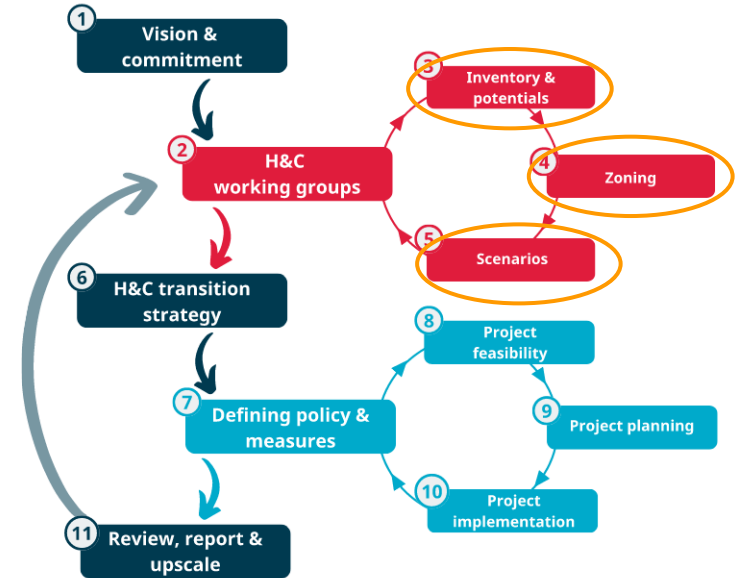 1
Vision &
commitment
2
H&C
working groups
3
Inventory &
potentials
4
Zoning
5
Scenarios
6
H&C transition
strategy
7
Defining policy &
measures
8
Project
feasibility
9
Project planning
10
Project
implementation
11
Review, report &
upscale